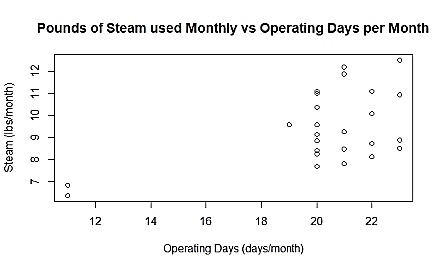 Pounds of Steam used Monthly vs Operating Days per Month
Steam (lbs/month)
12
11
10
9
8
7
12 14 16 18 20 22
Operating Days (days/month)